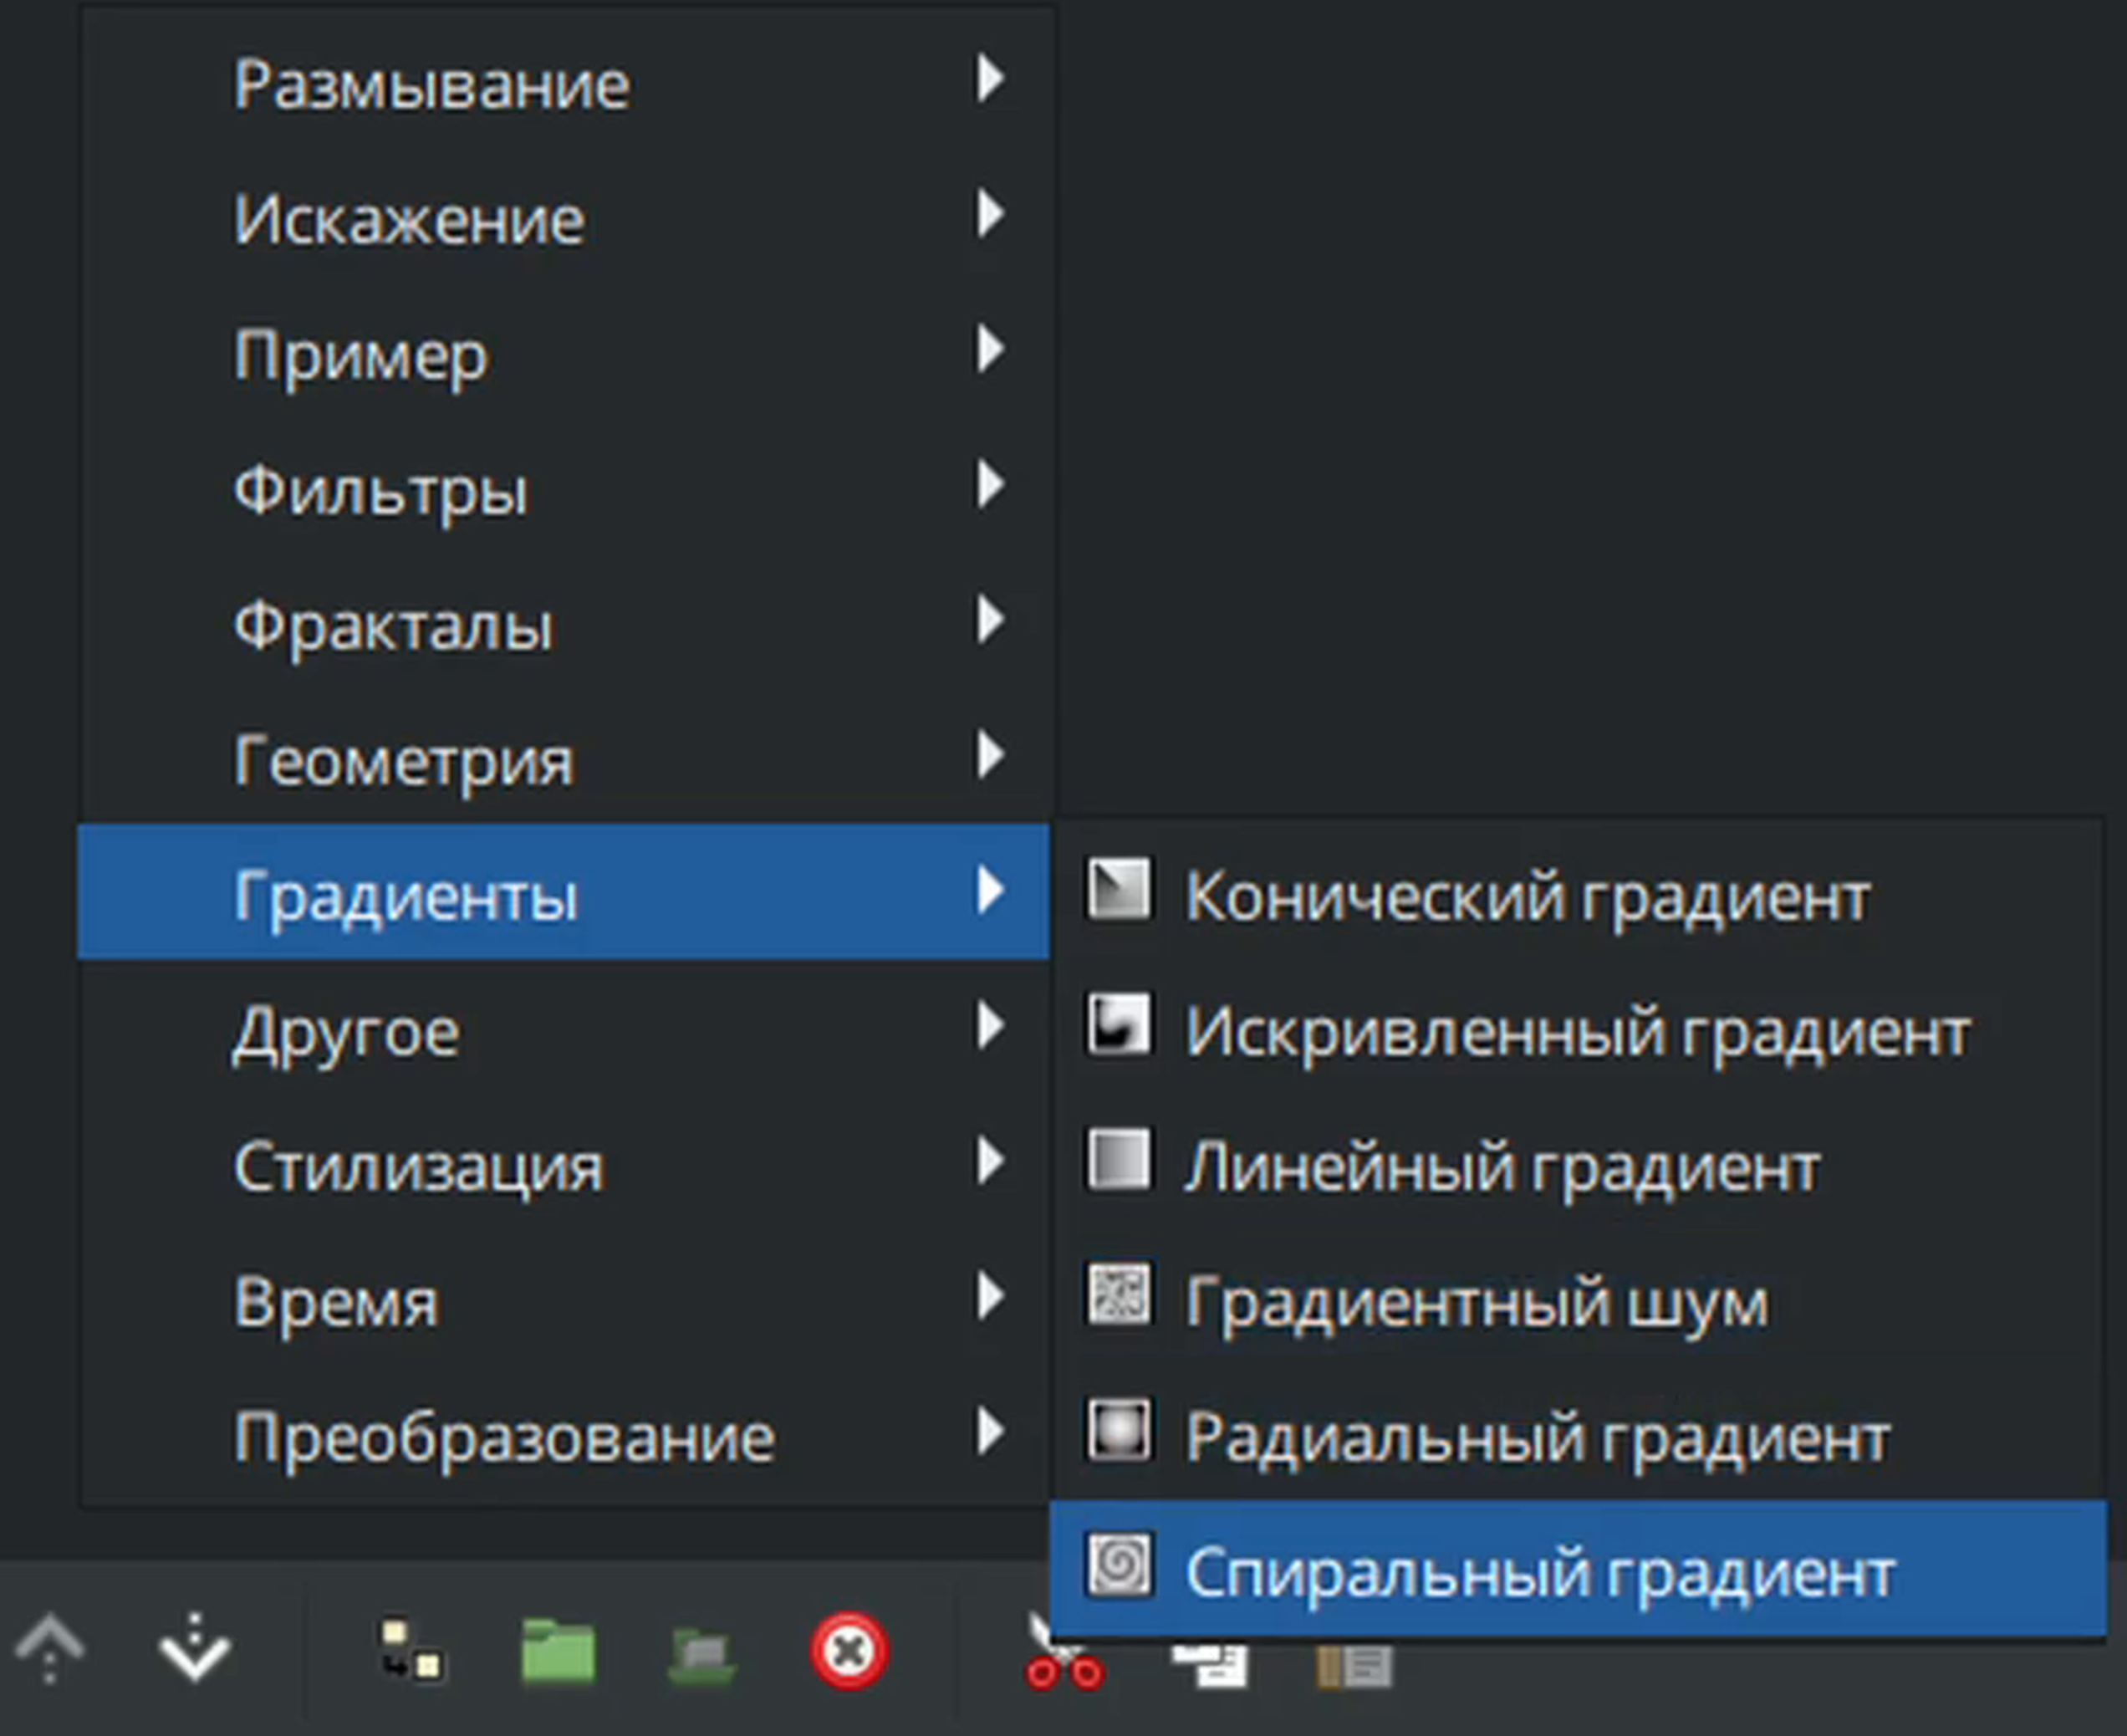 Размывание
Искажение
Пример
Фильтры
Фракталы
Геометрия
Градиенты
Другое
Стилизация
Время
Преобразование
Конический градиент
Искривленный градиент
Линейный градиент
Градиентный шум
Радиальный градиент
Спиральный градиент